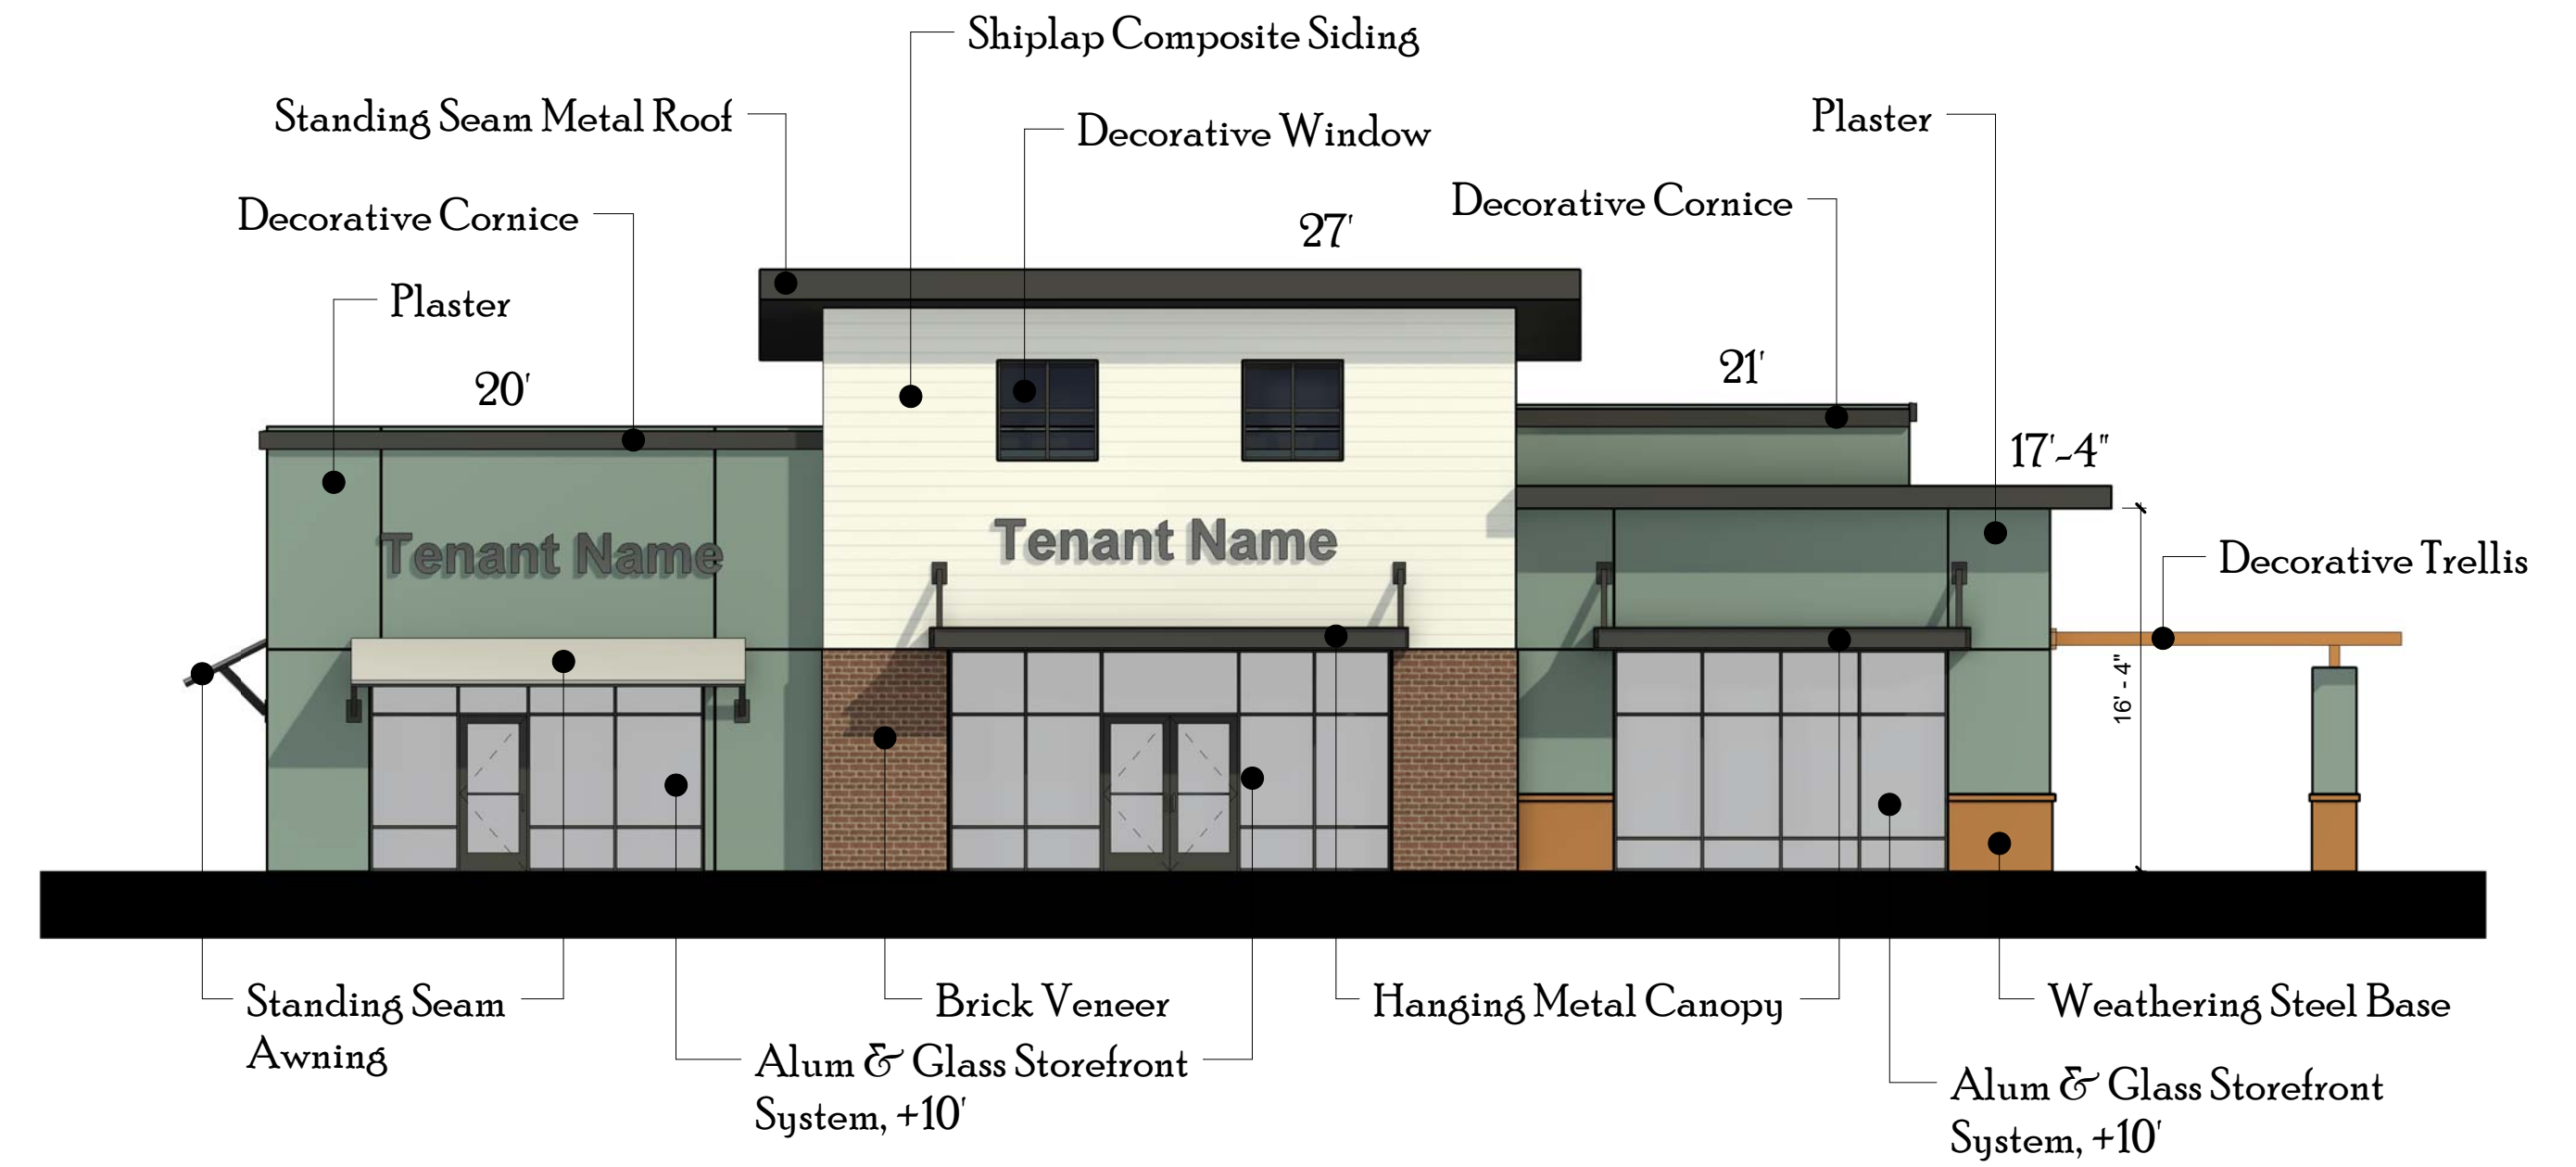 Shiplap Composite Siding
Standing Seam Metal Roof
Decorative Window
Plaster
Decorative Cornice
Decorative Cornice
27'
Plaster
20'
21'
17'-4"
Tenant Name
Tenant Name
Decorative Trellis
16' - 4"
Standing Seam
Awning
Brick Veneer
Hanging Metal Canopy
Weathering Steel Base
Alum & Glass Storefront
System, +10'
Alum & Glass Storefront
System, +10'